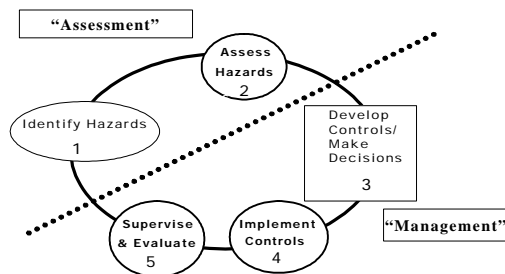 “Assessment”
Assess
Hazards
2
Identify Hazards
1
Develop
Controls/
Make
Decisions
3
Supervise
& Evaluate
5
Implement
Controls
4
“Management”